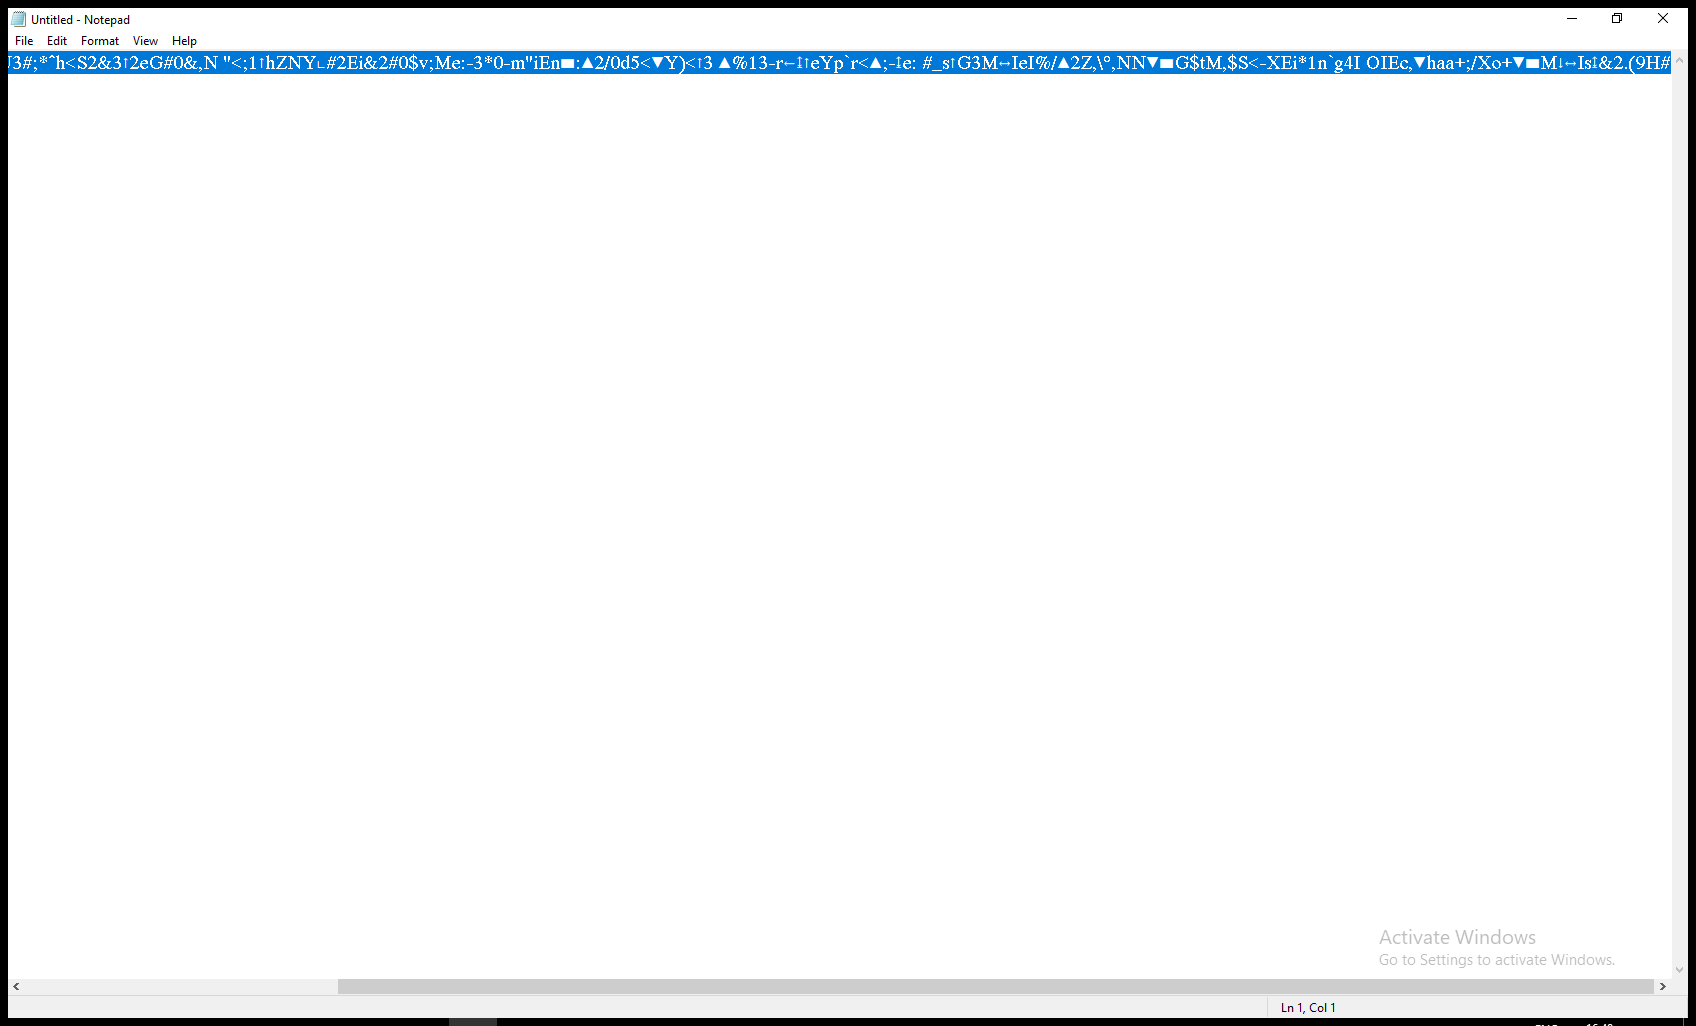 Untitled - Notepad
File Edit Format View Help
3#;*^h<S2&3↑2eG#0&,N "<;1↑hZNY∟#2Ei&2#0$v;Me:-3*0-m"iEn▬:▲2/0d5<▼Y)<↑3 ▲%13-r←↨↑eYp`r<▲;-↨e: #_s↑G3M↔IeI%/▲2Z,\°,NN▼▬G$tM,$S<-XEi*1n`g4I OIEc,▼haa+;/Xo+▼▬M↓↔Is↨&2.(9H#
Activate Windows
Go to Settings to activate Windows.
Ln 1, Col 1